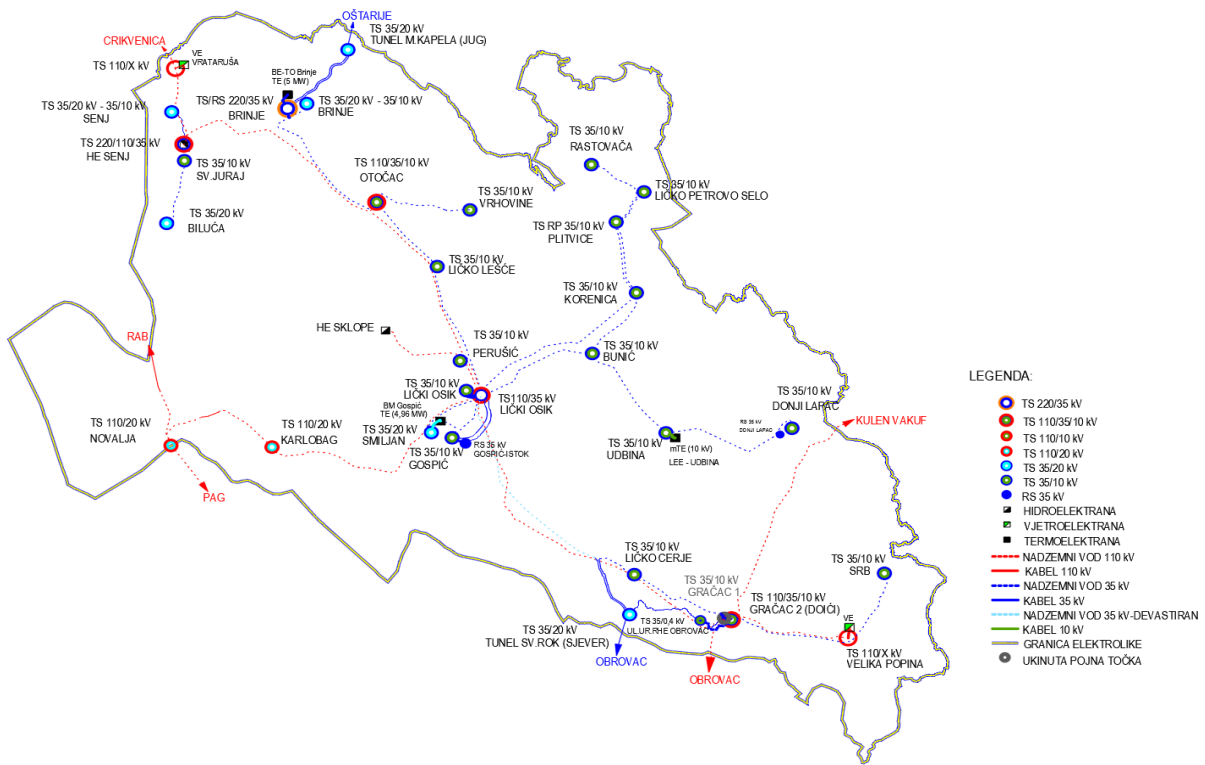 OŠTARIJE
TS 35/20 kV
TUNEL M.KAPELA (JUG)
CRIKVENICA
VE
VRATARUŠA
TS 110/X kV
BE-TO Brinje
TE (5 MW)
TS/RS 220/35 kV
BRINJE
TS 35/20 kV - 35/10 kV
BRINJE
TS 35/20 kV - 35/10 kV
SENJ
TS 220/110/35 kV
HE SENJ
TS 35/10 kV
SV.JURAJ
TS 35/20 kV
BILUĆA
TS 110/35/10 kV
OTOČAC
TS 35/10 kV
VRHOVINE
TS 35/10 kV
RASTOVAČA
TS 35/10 kV
LIČKO PETROVO SELO
TS RP 35/10 kV
PLITVICE
TS 35/10 kV
LIČKO LEŠĆE
TS 35/10 kV
KORENICA
HE SKLOPE
TS 35/10 kV
PERUŠIĆ
TS 35/10 kV
BUNIĆ
RAB
TS 35/10 kV
LIČKI OSIK
TS110/35 kV
LIČKI OSIK
BM Gospić
TE (4,96 MW)
TS 35/20 kV
SMILJAN
TS 35/10 kV
GOSPIĆ
RS 35 kV
GOSPIĆ-ISTOK
TS 110/20 kV
NOVALJA
TS 110/20 kV
KARLOBAG
PAG
TS 35/10 kV
UDBINA
mTE (10 kV)
LEE - UDBINA
TS 35/10 kV
DONJI LAPAC
RS 35 kV
DONJI LAPAC
KULEN VAKUF
TS 35/10 kV
LIČKO CERJE
TS 35/10 kV
GRAČAC 1
TS 110/35/10 kV
GRAČAC 2 (DOIĆI)
TS 35/10 kV
SRB
VE
TS 110/X kV
VELIKA POPINA
TS 35/0,4 kV
UL.UR.RHE OBROVAC
TS 35/20 kV
TUNEL SV.ROK (SJEVER)
OBROVAC
OBROVAC
LEGENDA:
TS 220/35 kV
TS 110/35/10 kV
TS 110/10 kV
TS 110/20 kV
TS 35/20 kV
TS 35/10 kV
RS 35 kV
HIDROELEKTRANA
VJETROELEKTRANA
TERMOELEKTRANA
NADZEMNI VOD 110 kV
KABEL 110 kV
NADZEMNI VOD 35 kV
KABEL 35 kV
NADZEMNI VOD 35 kV-DEVASTIRAN
KABEL 10 kV
GRANICA ELEKTROLIKE
UKINUTA POJNA TOČKA